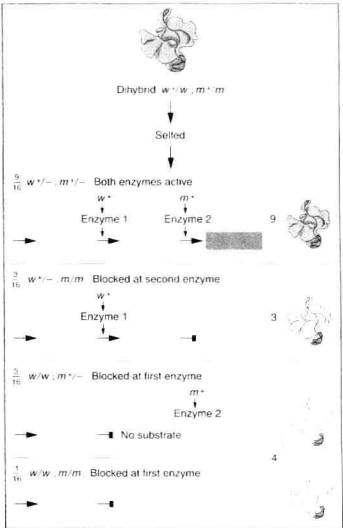 Dihybrid w+/w ; m+/m
Selfed
9/16 w+/– ; m+/– Both enzymes active
w+ m+
Enzyme 1 Enzyme 2 9
3/16 w+/– ; m/m Blocked at second enzyme
w+
Enzyme 1 3
3/16 w/w ; m+/– Blocked at first enzyme
m+
Enzyme 2
No substrate
4
1/16 w/w ; m/m Blocked at first enzyme